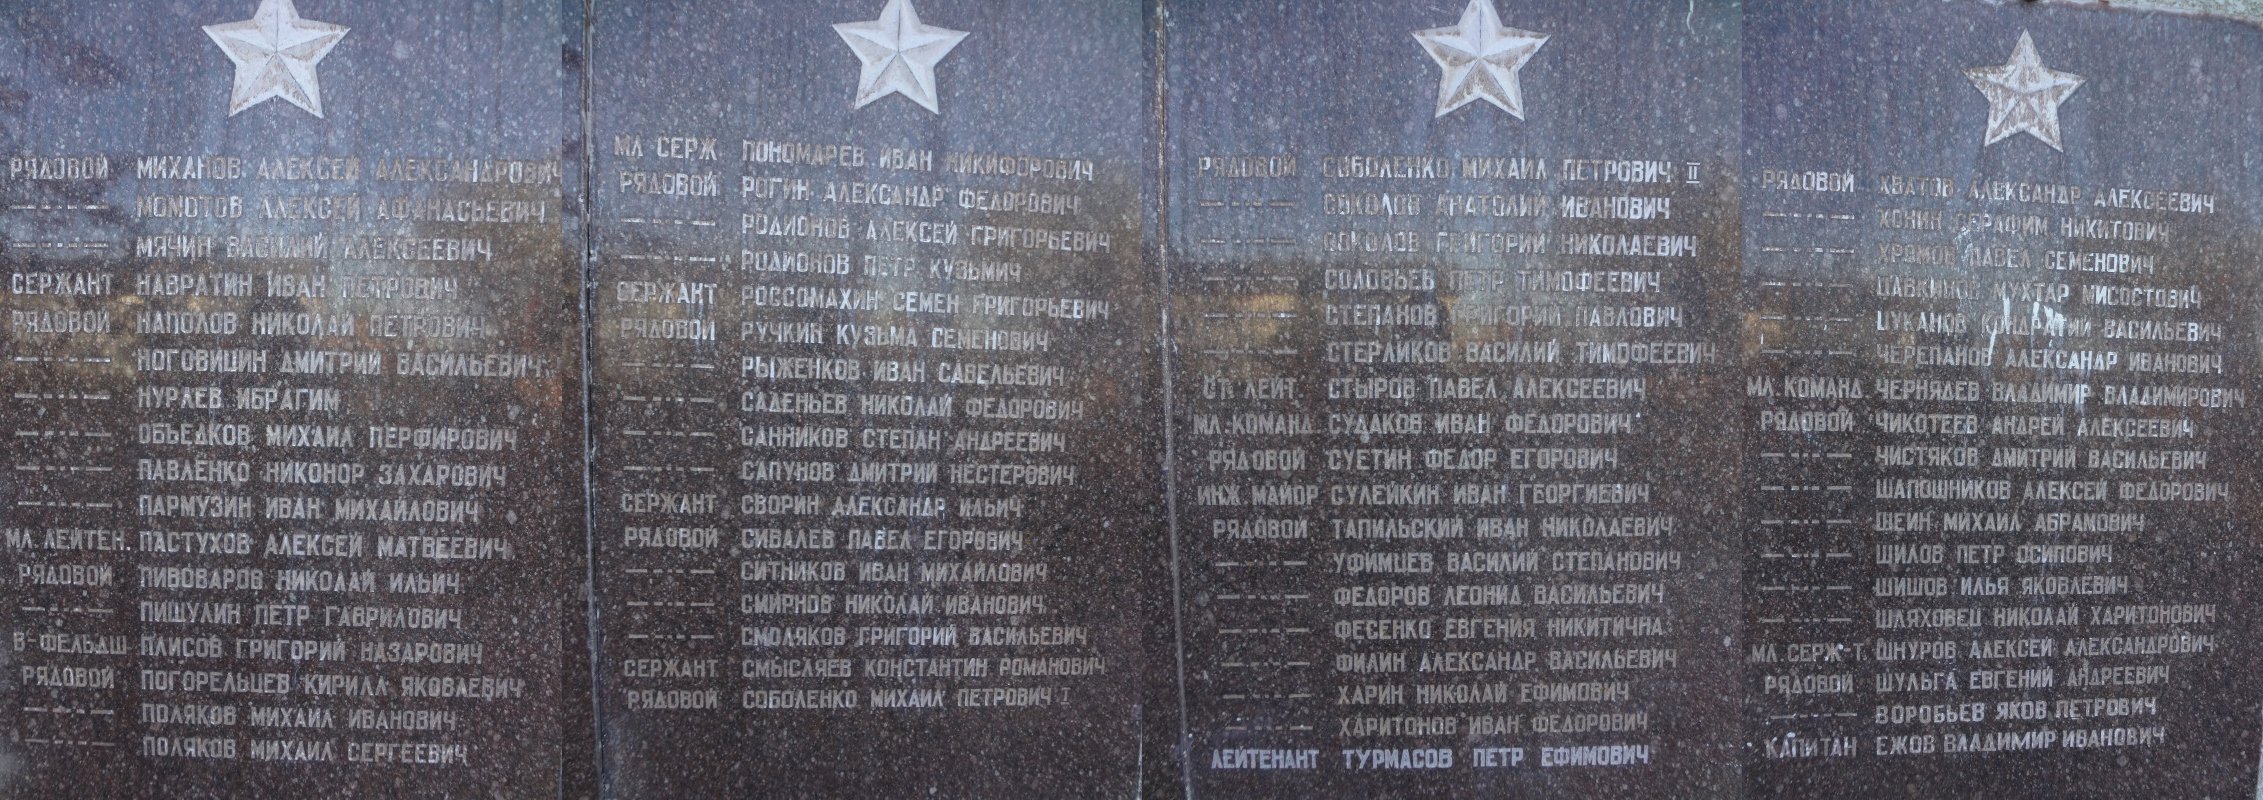 РЯДОВОЙ МИХАНОВ АЛЕКСЕЙ АЛЕКСАНДРОВИЧ
—··— МОМОТОВ АЛЕКСЕЙ АФАНАСЬЕВИЧ
—··— МЯЧИН ВАСИЛИЙ АЛЕКСЕЕВИЧ
СЕРЖАНТ НАВРАТИН ИВАН ПЕТРОВИЧ
РЯДОВОЙ НАПОЛОВ НИКОЛАЙ ПЕТРОВИЧ
—··— НОГОВИЦИН ДМИТРИЙ ВАСИЛЬЕВИЧ
—··— НУРАЕВ ИБРАГИМ
—··— ОБЪЕДКОВ МИХАИЛ ПЕРФИРОВИЧ
—··— ПАВЛЕНКО НИКОНОР ЗАХАРОВИЧ
—··— ПАРМУЗИН ИВАН МИХАЙЛОВИЧ
МЛ.ЛЕЙТЕН. ПАСТУХОВ АЛЕКСЕЙ МАТВЕЕВИЧ
РЯДОВОЙ ПИВОВАРОВ НИКОЛАЙ ИЛЬИЧ
—··— ПИЩУЛИН ПЕТР ГАВРИЛОВИЧ
В-ФЕЛЬДШ ПЛИСОВ ГРИГОРИЙ НАЗАРОВИЧ
РЯДОВОЙ ПОГОРЕЛЬЦЕВ КИРИЛЛ ЯКОВЛЕВИЧ
—··— ПОЛЯКОВ МИХАИЛ ИВАНОВИЧ
—··— ПОЛЯКОВ МИХАИЛ СЕРГЕЕВИЧ
МЛ СЕРЖ ПОНОМАРЕВ ИВАН НИКИФОРОВИЧ
РЯДОВОЙ РОГИН АЛЕКСАНДР ФЕДОРОВИЧ
—··— РОДИОНОВ АЛЕКСЕЙ ГРИГОРЬЕВИЧ
—··— РОДИОНОВ ПЕТР КУЗЬМИЧ
СЕРЖАНТ РОССОМАХИН СЕМЕН ГРИГОРЬЕВИЧ
РЯДОВОЙ РУЧКИН КУЗЬМА СЕМЕНОВИЧ
—··— РЫЖЕНКОВ ИВАН САВЕЛЬЕВИЧ
—··— САДЕНЬЕВ НИКОЛАЙ ФЕДОРОВИЧ
—··— САННИКОВ СТЕПАН АНДРЕЕВИЧ
—··— САПУНОВ ДМИТРИЙ НЕСТЕРОВИЧ
СЕРЖАНТ СВОРИН АЛЕКСАНДР ИЛЬИЧ
РЯДОВОЙ СИВАЛЕВ ПАВЕЛ ЕГОРОВИЧ
—··— СИТНИКОВ ИВАН МИХАЙЛОВИЧ
—··— СМИРНОВ НИКОЛАЙ ИВАНОВИЧ
—··— СМОЛЯКОВ ГРИГОРИЙ ВАСИЛЬЕВИЧ
СЕРЖАНТ СМЫСЛЯЕВ КОНСТАНТИН РОМАНОВИЧ
РЯДОВОЙ СОБОЛЕНКО МИХАИЛ ПЕТРОВИЧ I
РЯДОВОЙ СОБОЛЕНКО МИХАИЛ ПЕТРОВИЧ II
—··— СОКОЛОВ АНАТОЛИЙ ИВАНОВИЧ
—··— СОКОЛОВ ГРИГОРИЙ НИКОЛАЕВИЧ
—··— СОЛОВЬЕВ ПЕТР ТИМОФЕЕВИЧ
—··— СТЕПАНОВ ГРИГОРИЙ ПАВЛОВИЧ
—··— СТЕРЛИКОВ ВАСИЛИЙ ТИМОФЕЕВИЧ
СТ. ЛЕЙТ. СТЫРОВ ПАВЕЛ АЛЕКСЕЕВИЧ
МЛ.КОМАНД. СУДАКОВ ИВАН ФЕДОРОВИЧ
РЯДОВОЙ СУЕТИН ФЕДОР ЕГОРОВИЧ
ИНЖ.МАЙОР СУЛЕЙКИН ИВАН ГЕОРГИЕВИЧ
РЯДОВОЙ ТАПИЛЬСКИЙ ИВАН НИКОЛАЕВИЧ
—··— УФИМЦЕВ ВАСИЛИЙ СТЕПАНОВИЧ
—··— ФЕДОРОВ ЛЕОНИД ВАСИЛЬЕВИЧ
—··— ФЕСЕНКО ЕВГЕНИЯ НИКИТИЧНА
—··— ФИЛИН АЛЕКСАНДР ВАСИЛЬЕВИЧ
—··— ХАРИН НИКОЛАЙ ЕФИМОВИЧ
—··— ХАРИТОНОВ ИВАН ФЕДОРОВИЧ
ЛЕЙТЕНАНТ ТУРМАСОВ ПЕТР ЕФИМОВИЧ
РЯДОВОЙ ХВАТОВ АЛЕКСАНДР АЛЕКСЕЕВИЧ
—··— ХОНИН СЕРАФИМ НИКИТОВИЧ
—··— ХРОМОВ ПАВЕЛ СЕМЕНОВИЧ
—··— ЦАВКИЛОВ МУХТАР МИСОСТОВИЧ
—··— ЦУКАНОВ КОНДРАТИЙ ВАСИЛЬЕВИЧ
—··— ЧЕРЕПАНОВ АЛЕКСАНДР ИВАНОВИЧ
МЛ.КОМАНД. ЧЕРНЯДЕВ ВЛАДИМИР ВЛАДИМИРОВИЧ
РЯДОВОЙ ЧИКОТЕЕВ АНДРЕЙ АЛЕКСЕЕВИЧ
—··— ЧИСТЯКОВ ДМИТРИЙ ВАСИЛЬЕВИЧ
—··— ШАПОШНИКОВ АЛЕКСЕЙ ФЕДОРОВИЧ
—··— ШЕИН МИХАИЛ АБРАМОВИЧ
—··— ШИЛОВ ПЕТР ОСИПОВИЧ
—··— ШИШОВ ИЛЬЯ ЯКОВЛЕВИЧ
—··— ШЛЯХОВЕЦ НИКОЛАЙ ХАРИТОНОВИЧ
МЛ.СЕРЖ-Т. ШНУРОВ АЛЕКСЕЙ АЛЕКСАНДРОВИЧ
РЯДОВОЙ ШУЛЬГА ЕВГЕНИЙ АНДРЕЕВИЧ
—··— ВОРОБЬЕВ ЯКОВ ПЕТРОВИЧ
КАПИТАН ЕЖОВ ВЛАДИМИР ИВАНОВИЧ